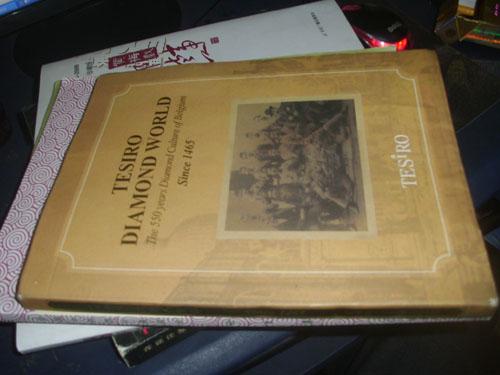 TESIRO
DIAMOND WORLD
The 550 years Diamond Culture of Belgium
Since 1465
TESiRO